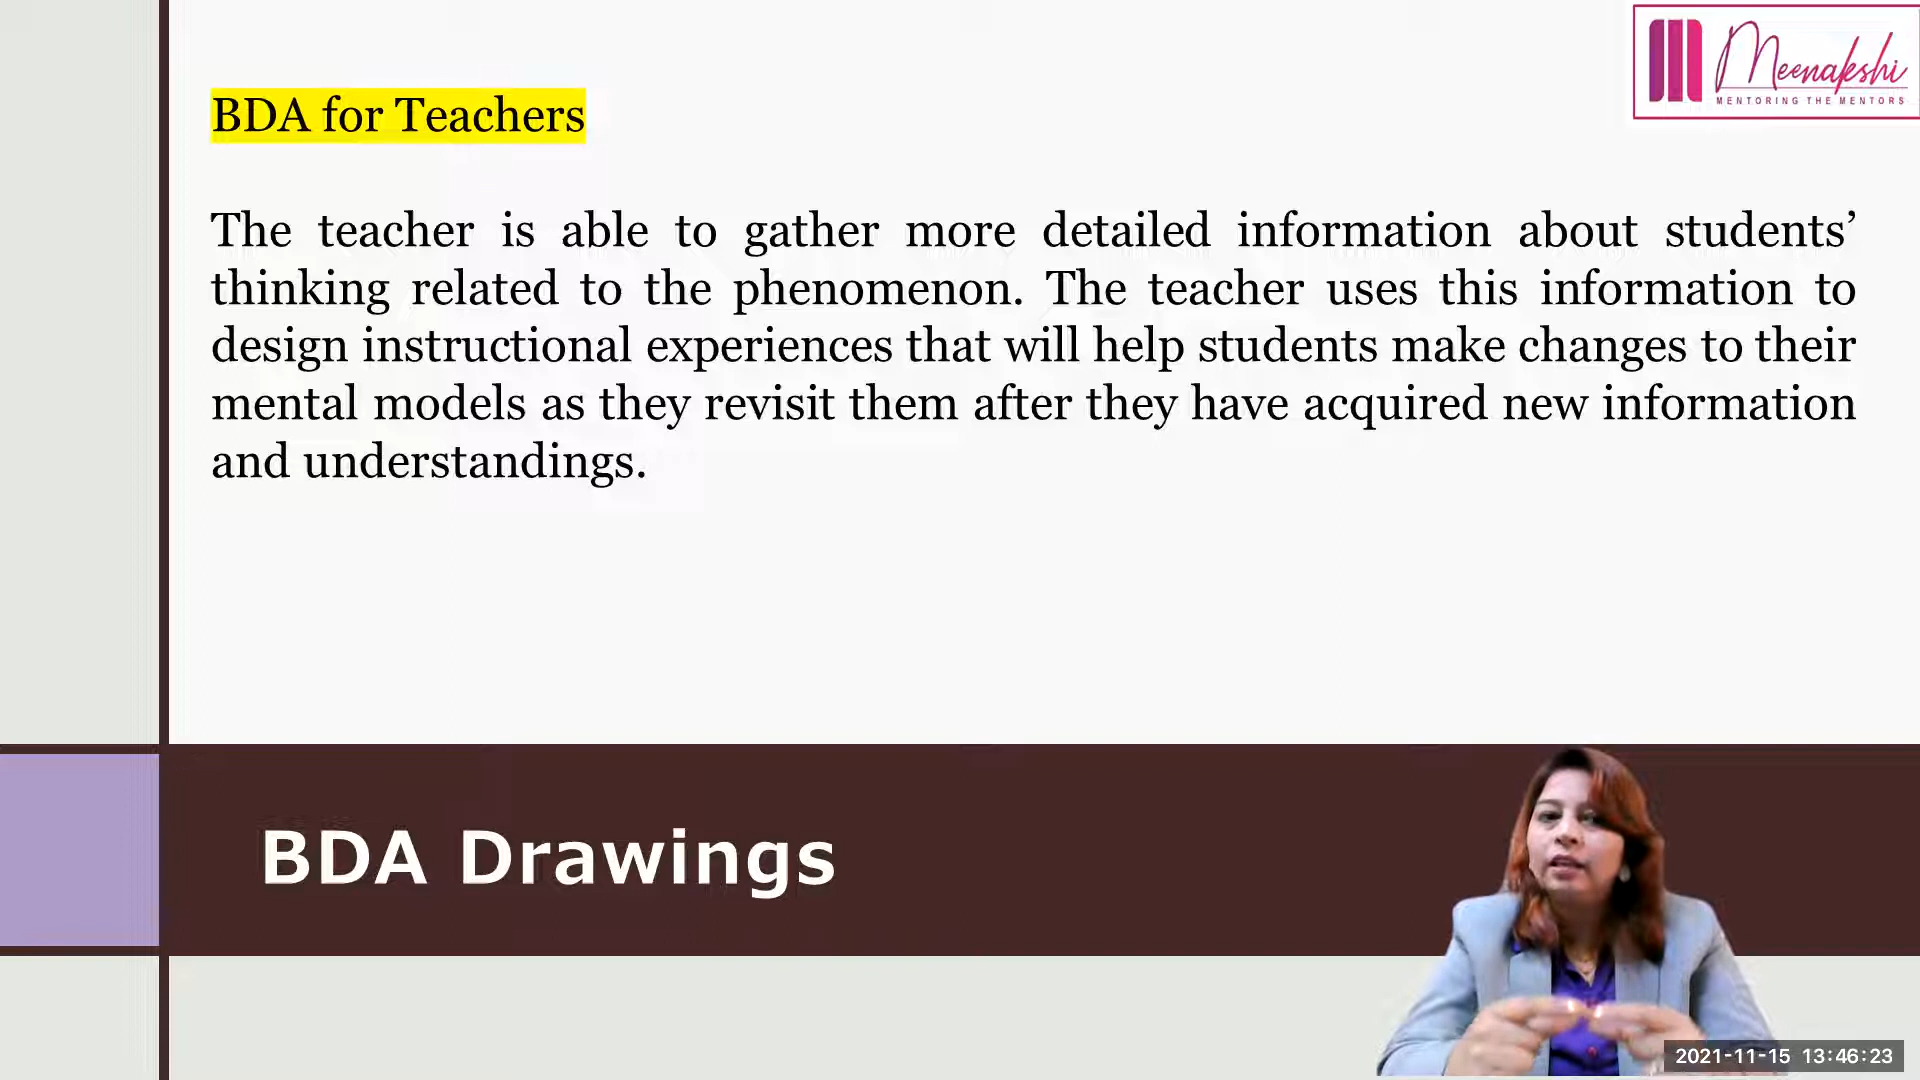 Meenakshi
MENTORING THE MENTORS
BDA for Teachers
The teacher is able to gather more detailed information about students’
thinking related to the phenomenon. The teacher uses this information to
design instructional experiences that will help students make changes to their
mental models as they revisit them after they have acquired new information
and understandings.
BDA Drawings
2021-11-15 13:46:23